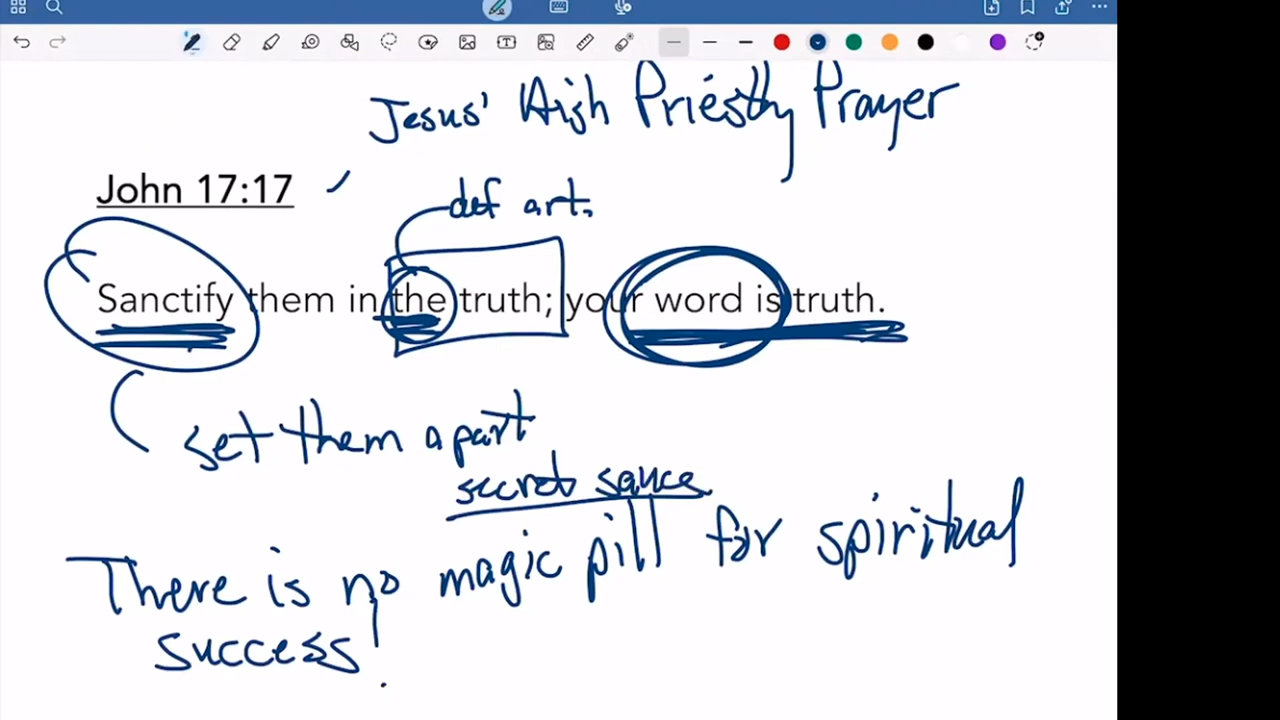 Jesus' High Priestly Prayer
John 17:17
def art.
Sanctify them in the truth; your word is truth.
set them apart
secret sauce
There is no magic pill for spiritual
success!